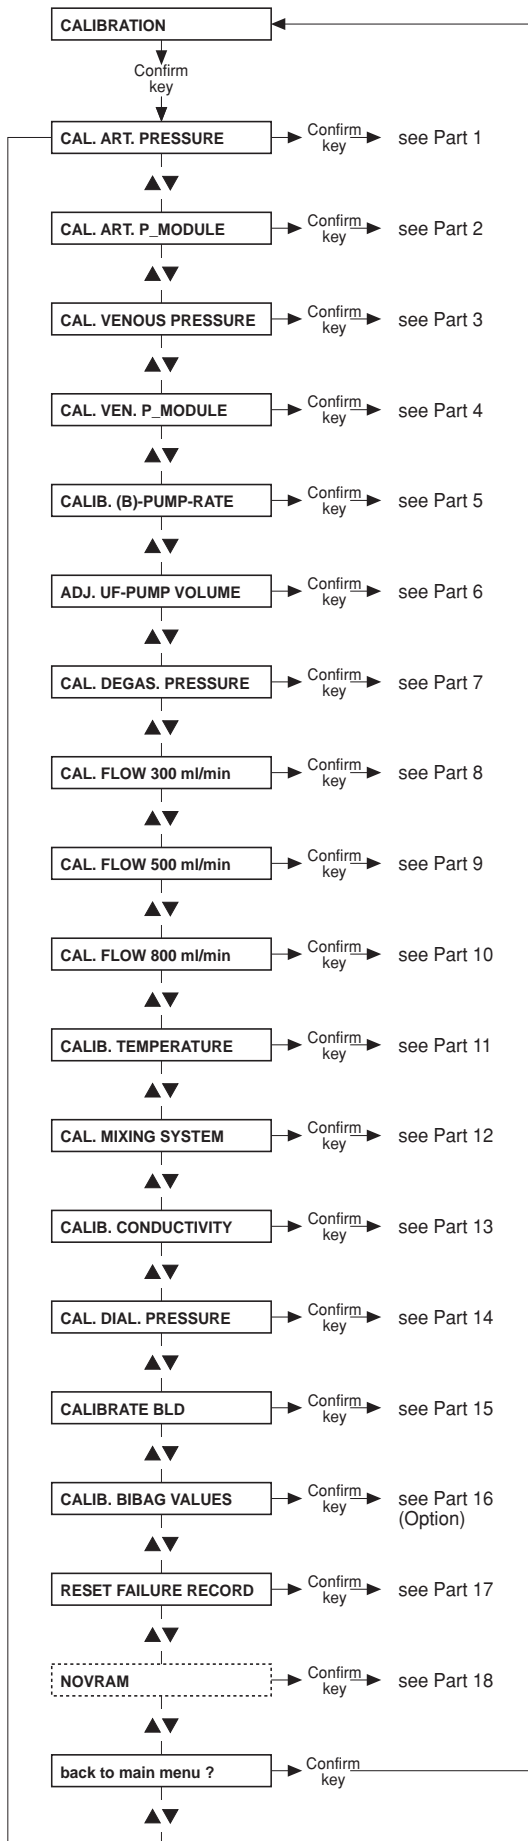 CALIBRATION
Confirm
key
CAL. ART. PRESSURE
Confirm
key
see Part 1
CAL. ART. P_MODULE
Confirm
key
see Part 2
CAL. VENOUS PRESSURE
Confirm
key
see Part 3
CAL. VEN. P_MODULE
Confirm
key
see Part 4
CALIB. (B)-PUMP-RATE
Confirm
key
see Part 5
ADJ. UF-PUMP VOLUME
Confirm
key
see Part 6
CAL. DEGAS. PRESSURE
Confirm
key
see Part 7
CAL. FLOW 300 ml/min
Confirm
key
see Part 8
CAL. FLOW 500 ml/min
Confirm
key
see Part 9
CAL. FLOW 800 ml/min
Confirm
key
see Part 10
CALIB. TEMPERATURE
Confirm
key
see Part 11
CAL. MIXING SYSTEM
Confirm
key
see Part 12
CALIB. CONDUCTIVITY
Confirm
key
see Part 13
CAL. DIAL. PRESSURE
Confirm
key
see Part 14
CALIBRATE BLD
Confirm
key
see Part 15
CALIB. BIBAG VALUES
Confirm
key
see Part 16
(Option)
RESET FAILURE RECORD
Confirm
key
see Part 17
NOVRAM
Confirm
key
see Part 18
back to main menu ?
Confirm
key